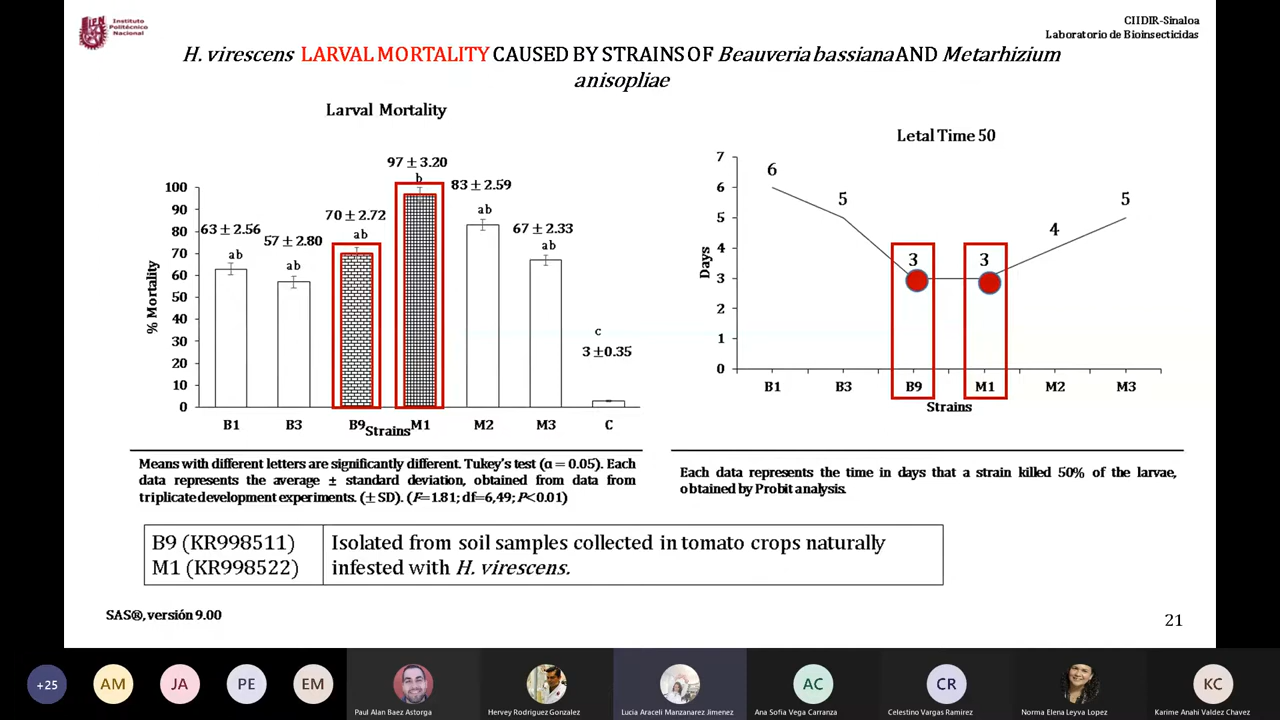 Instituto
Politécnico
Nacional
CIIDIR-Sinaloa
Laboratorio de Bioinsecticidas
H. virescens LARVAL MORTALITY CAUSED BY STRAINS OF Beauveria bassiana AND Metarhizium
anisopliae
Larval Mortality
97 ± 3.20
b
83 ± 2.59
ab
70 ± 2.72
ab
63 ± 2.56
ab
57 ± 2.80
ab
67 ± 2.33
ab
c
3 ±0.35
% Mortality
100
90
80
70
60
50
40
30
20
10
0
B1 B3 B9 M1 M2 M3 C
Strains
Letal Time 50
Days
7
6
5
4
3
2
1
0
6
5
3
3
4
5
B1 B3 B9 M1 M2 M3
Strains
Means with different letters are significantly different. Tukey's test (α = 0.05). Each
data represents the average ± standard deviation, obtained from data from
triplicate development experiments. (± SD). (F=1.81; df=6,49; P<0.01)
Each data represents the time in days that a strain killed 50% of the larvae,
obtained by Probit analysis.
B9 (KR998511)
M1 (KR998522)
Isolated from soil samples collected in tomato crops naturally
infested with H. virescens.
SAS®, versión 9.00
21
+25
AM
JA
PE
EM
Paul Alan Baez Astorga
Hervey Rodriguez Gonzalez
Lucia Araceli Manzanarez Jimenez
AC
Ana Sofia Vega Carranza
CR
Celestino Vargas Ramirez
Norma Elena Leyva Lopez
KC
Karime Anahi Valdez Chavez